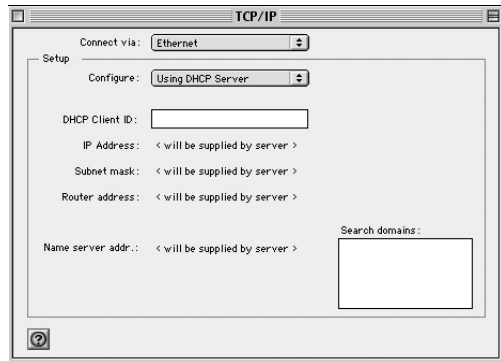 TCP/IP
Connect via: Ethernet
Setup
Configure: Using DHCP Server
DHCP Client ID:
IP Address: < will be supplied by server >
Subnet mask: < will be supplied by server >
Router address: < will be supplied by server >
Search domains:
Name server addr.: < will be supplied by server >
?